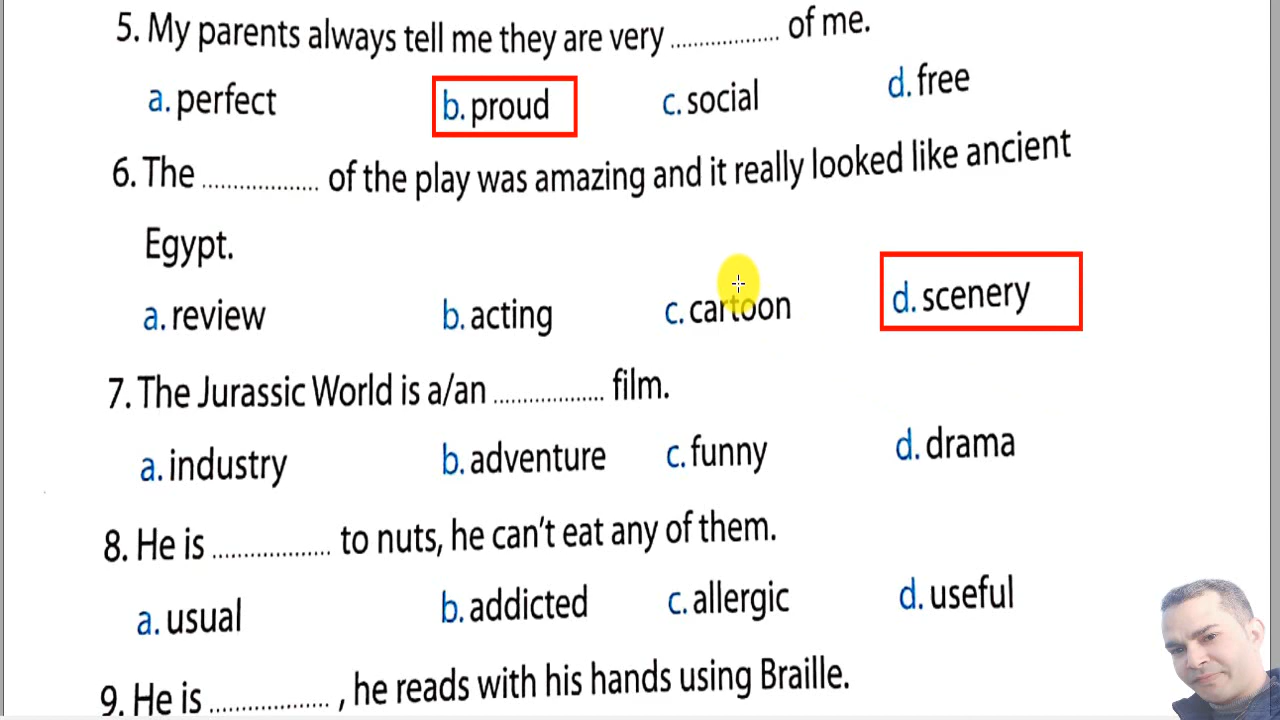 5. My parents always tell me they are very ................... of me.
a. perfect b. proud c. social d. free
6. The ................... of the play was amazing and it really looked like ancient
Egypt.
a. review b. acting c. cartoon d. scenery
7. The Jurassic World is a/an ................... film.
a. industry b. adventure c. funny d. drama
8. He is ................... to nuts, he can't eat any of them.
a. usual b. addicted c. allergic d. useful
9. He is ................... , he reads with his hands using Braille.